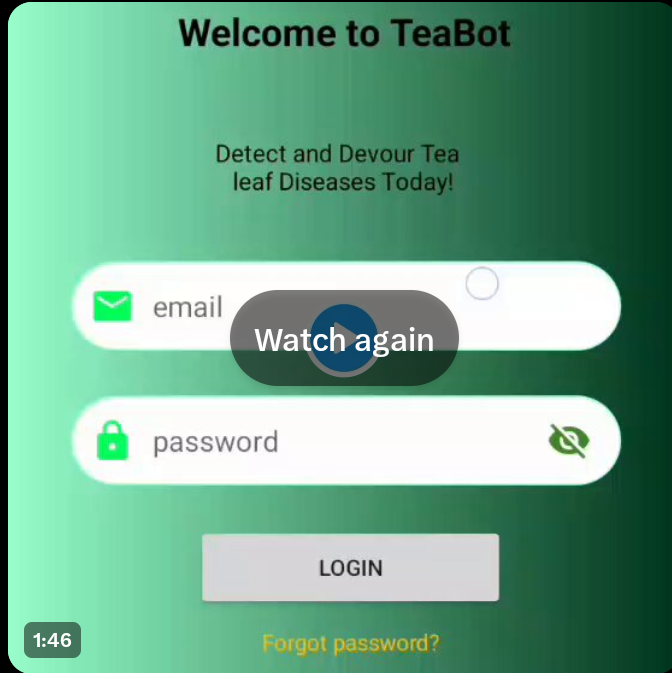 Welcome to TeaBot
Detect and Devour Tea
leaf Diseases Today!
email
Watch again
password
LOGIN
1:46
Forgot password?